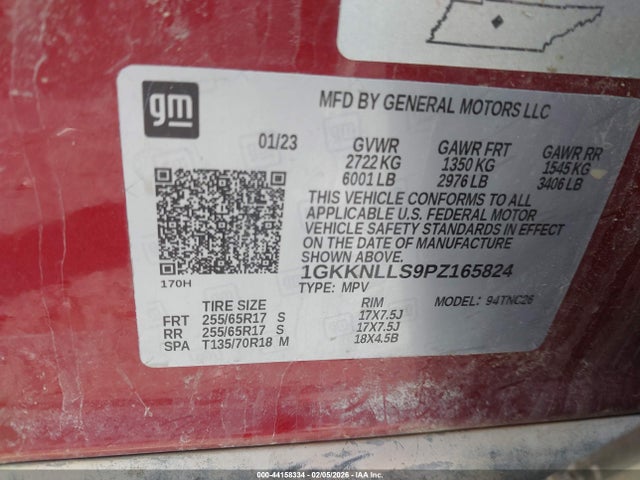 gm
MFD BY GENERAL MOTORS LLC
01/23 GVWR GAWR FRT GAWR RR
2722 KG 1350 KG 1545 KG
6001 LB 2976 LB 3406 LB
THIS VEHICLE CONFORMS TO ALL
APPLICABLE U.S. FEDERAL MOTOR
VEHICLE SAFETY STANDARDS IN EFFECT
ON THE DATE OF MANUFACTURE
SHOWN ABOVE.
1GKKNLLS9PZ165824
170H
TYPE: MPV MODEL: 94TNC26
TIRE SIZE RIM
FRT 255/65R17 S 17X7.5J
RR 255/65R17 S 17X7.5J
SPA T135/70R18 M 18X4.5B
000-44158334 02/05/2026 - Copyright: IAA Holdings, LLC